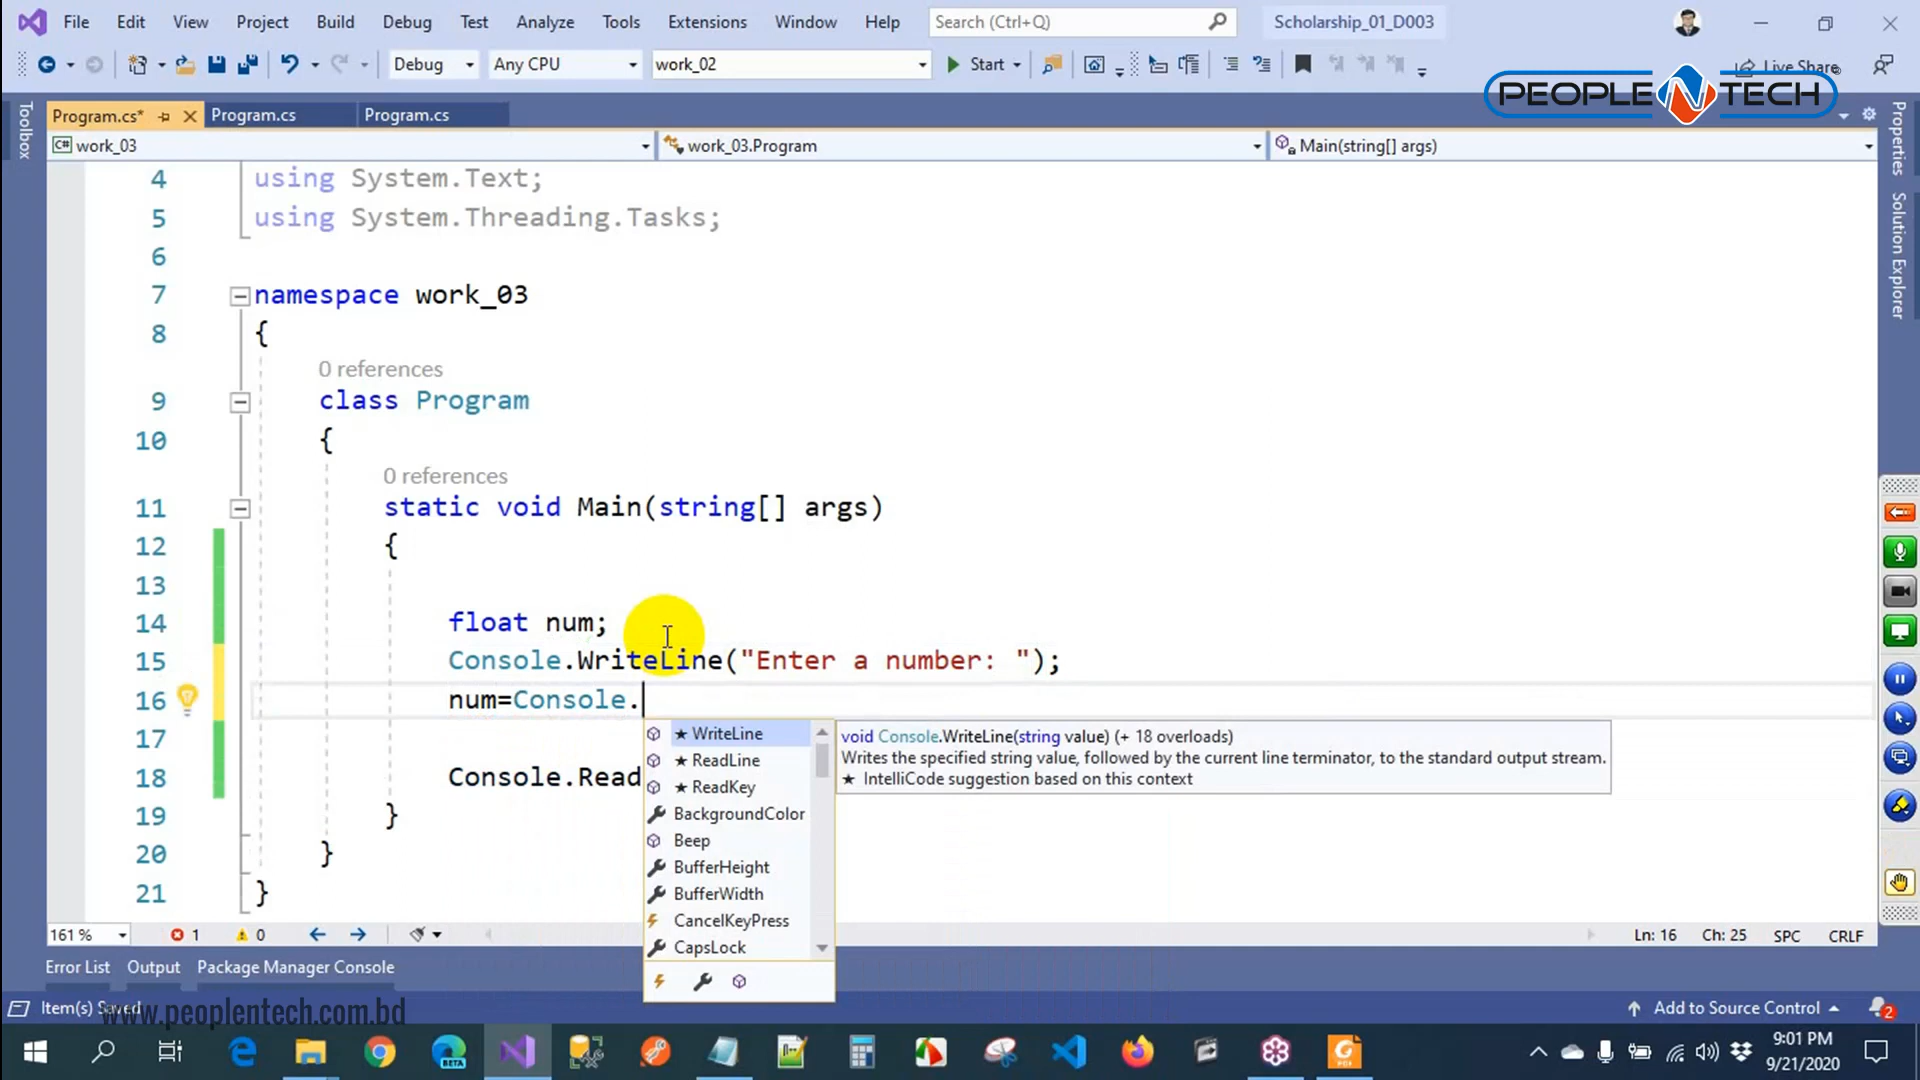 File Edit View Project Build Debug Test Analyze Tools Extensions Window Help Search (Ctrl+Q) Scholarship_01_D003
Debug Any CPU work_02 Start Live Share
PEOPLE N TECH
Toolbox
Program.cs* Program.cs Program.cs
work_03 work_03.Program Main(string[] args)
Properties
Solution Explorer
4 using System.Text;
5 using System.Threading.Tasks;
6
7 namespace work_03
8 {
0 references
9 class Program
10 {
0 references
11 static void Main(string[] args)
12 {
13
14 float num;
15 Console.WriteLine("Enter a number: ");
16 num=Console.
17
18 Console.Read
19 }
20 }
21 }
★ WriteLine
★ ReadLine
★ ReadKey
BackgroundColor
Beep
BufferHeight
BufferWidth
CancelKeyPress
CapsLock
void Console.WriteLine(string value) (+ 18 overloads)
Writes the specified string value, followed by the current line terminator, to the standard output stream.
★ IntelliCode suggestion based on this context
161 % 1 0 Ln: 16 Ch: 25 SPC CRLF
Error List Output Package Manager Console
Item(s) Saved Add to Source Control 2
www.peoplentech.com.bd
BETA
9:01 PM
9/21/2020